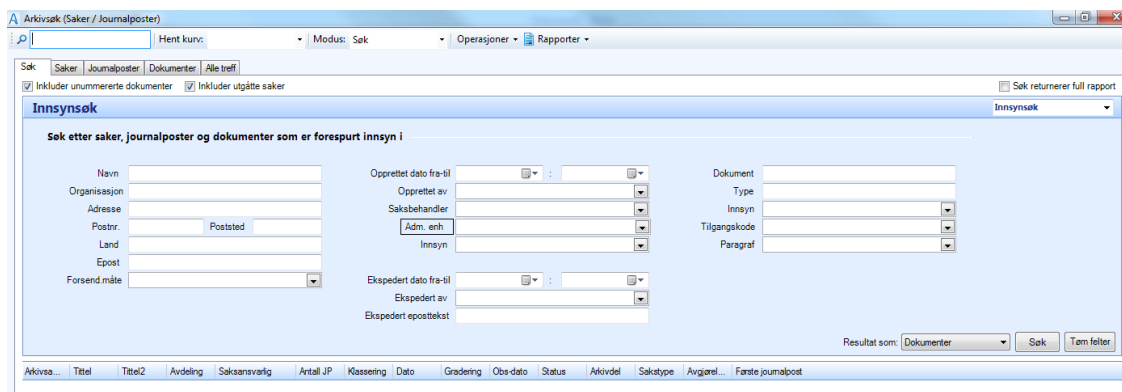 Arkivsøk (Saker / Journalposter)
Hent kurv: Modus: Søk Operasjoner Rapporter
Søk Saker Journalposter Dokumenter Alle treff
Inkluder unummererte dokumenter Inkluder utgåtte saker Søk returnerer full rapport
Innsynsøk Innsynsøk
Søk etter saker, journalposter og dokumenter som er forespurt innsyn i
Navn Opprettet dato fra-til : Dokument
Organisasjon Opprettet av Type
Adresse Saksbehandler Innsyn
Postnr. Poststed Adm. enh Tilgangskode
Land Innsyn Paragraf
Epost
Forsend.måte Ekspedert dato fra-til :
Ekspedert av
Ekspedert eposttekst
Resultat som: Dokumenter Søk Tøm felter
Arkivsa... Tittel Tittel2 Avdeling Saksansvarlig Antall JP Klassering Dato Gradering Obs-dato Status Arkivdel Sakstype Avgjørel... Første journalpost